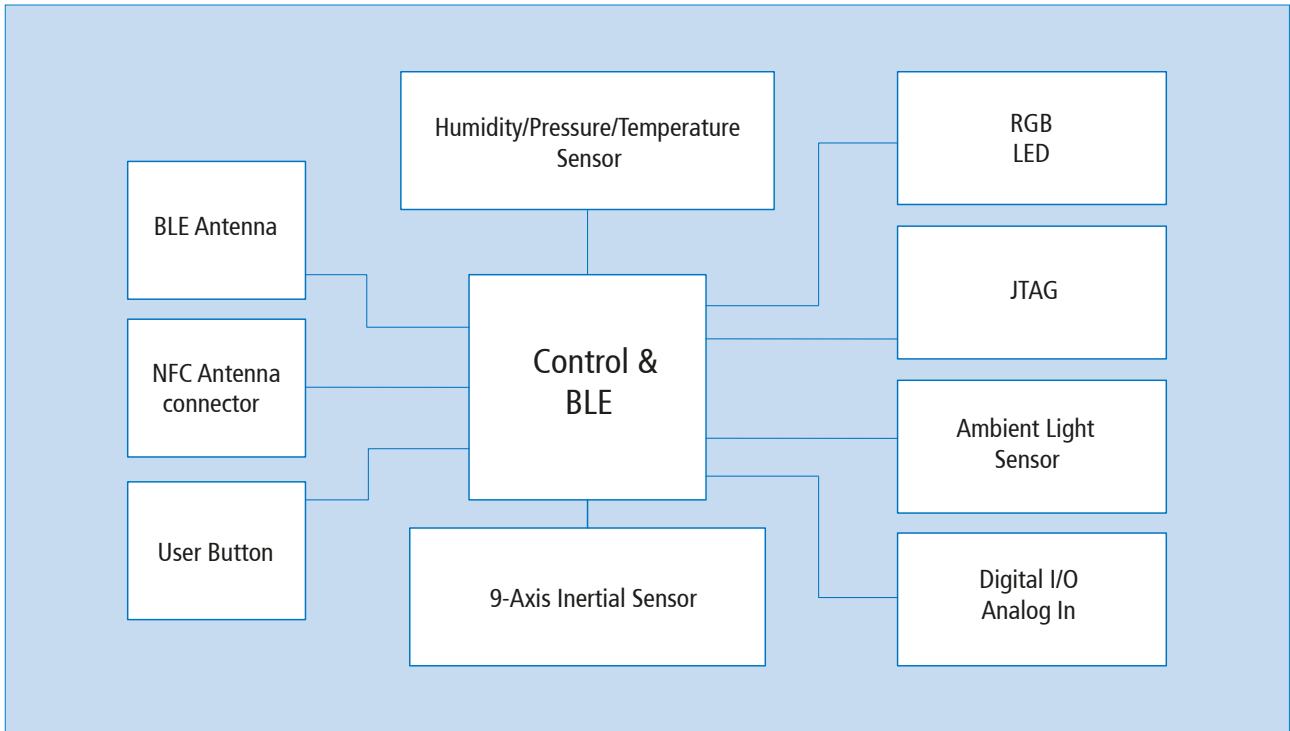 Humidity/Pressure/Temperature
Sensor
RGB
LED
BLE Antenna
JTAG
NFC Antenna
connector
Control &
BLE
Ambient Light
Sensor
User Button
9-Axis Inertial Sensor
Digital I/O
Analog In